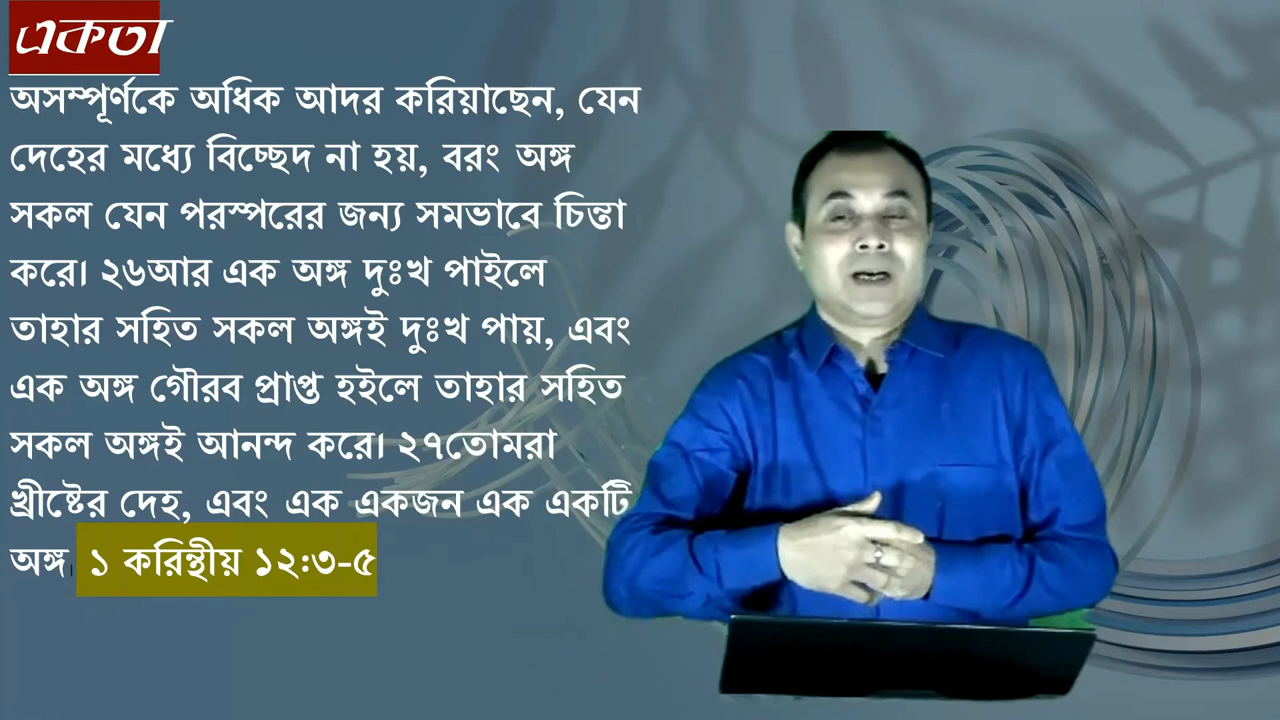 একতা
অসম্পূর্ণকে অধিক আদর করিয়াছেন, যেন
দেহের মধ্যে বিচ্ছেদ না হয়, বরং অঙ্গ
সকল যেন পরস্পরের জন্য সমভাবে চিন্তা
করে। ২৬আর এক অঙ্গ দুঃখ পাইলে
তাহার সহিত সকল অঙ্গই দুঃখ পায়, এবং
এক অঙ্গ গৌরব প্রাপ্ত হইলে তাহার সহিত
সকল অঙ্গই আনন্দ করে। ২৭তোমরা
খ্রীষ্টের দেহ, এবং এক একজন এক একটি
অঙ্গ। ১ করিন্থীয় ১২:৩-৫